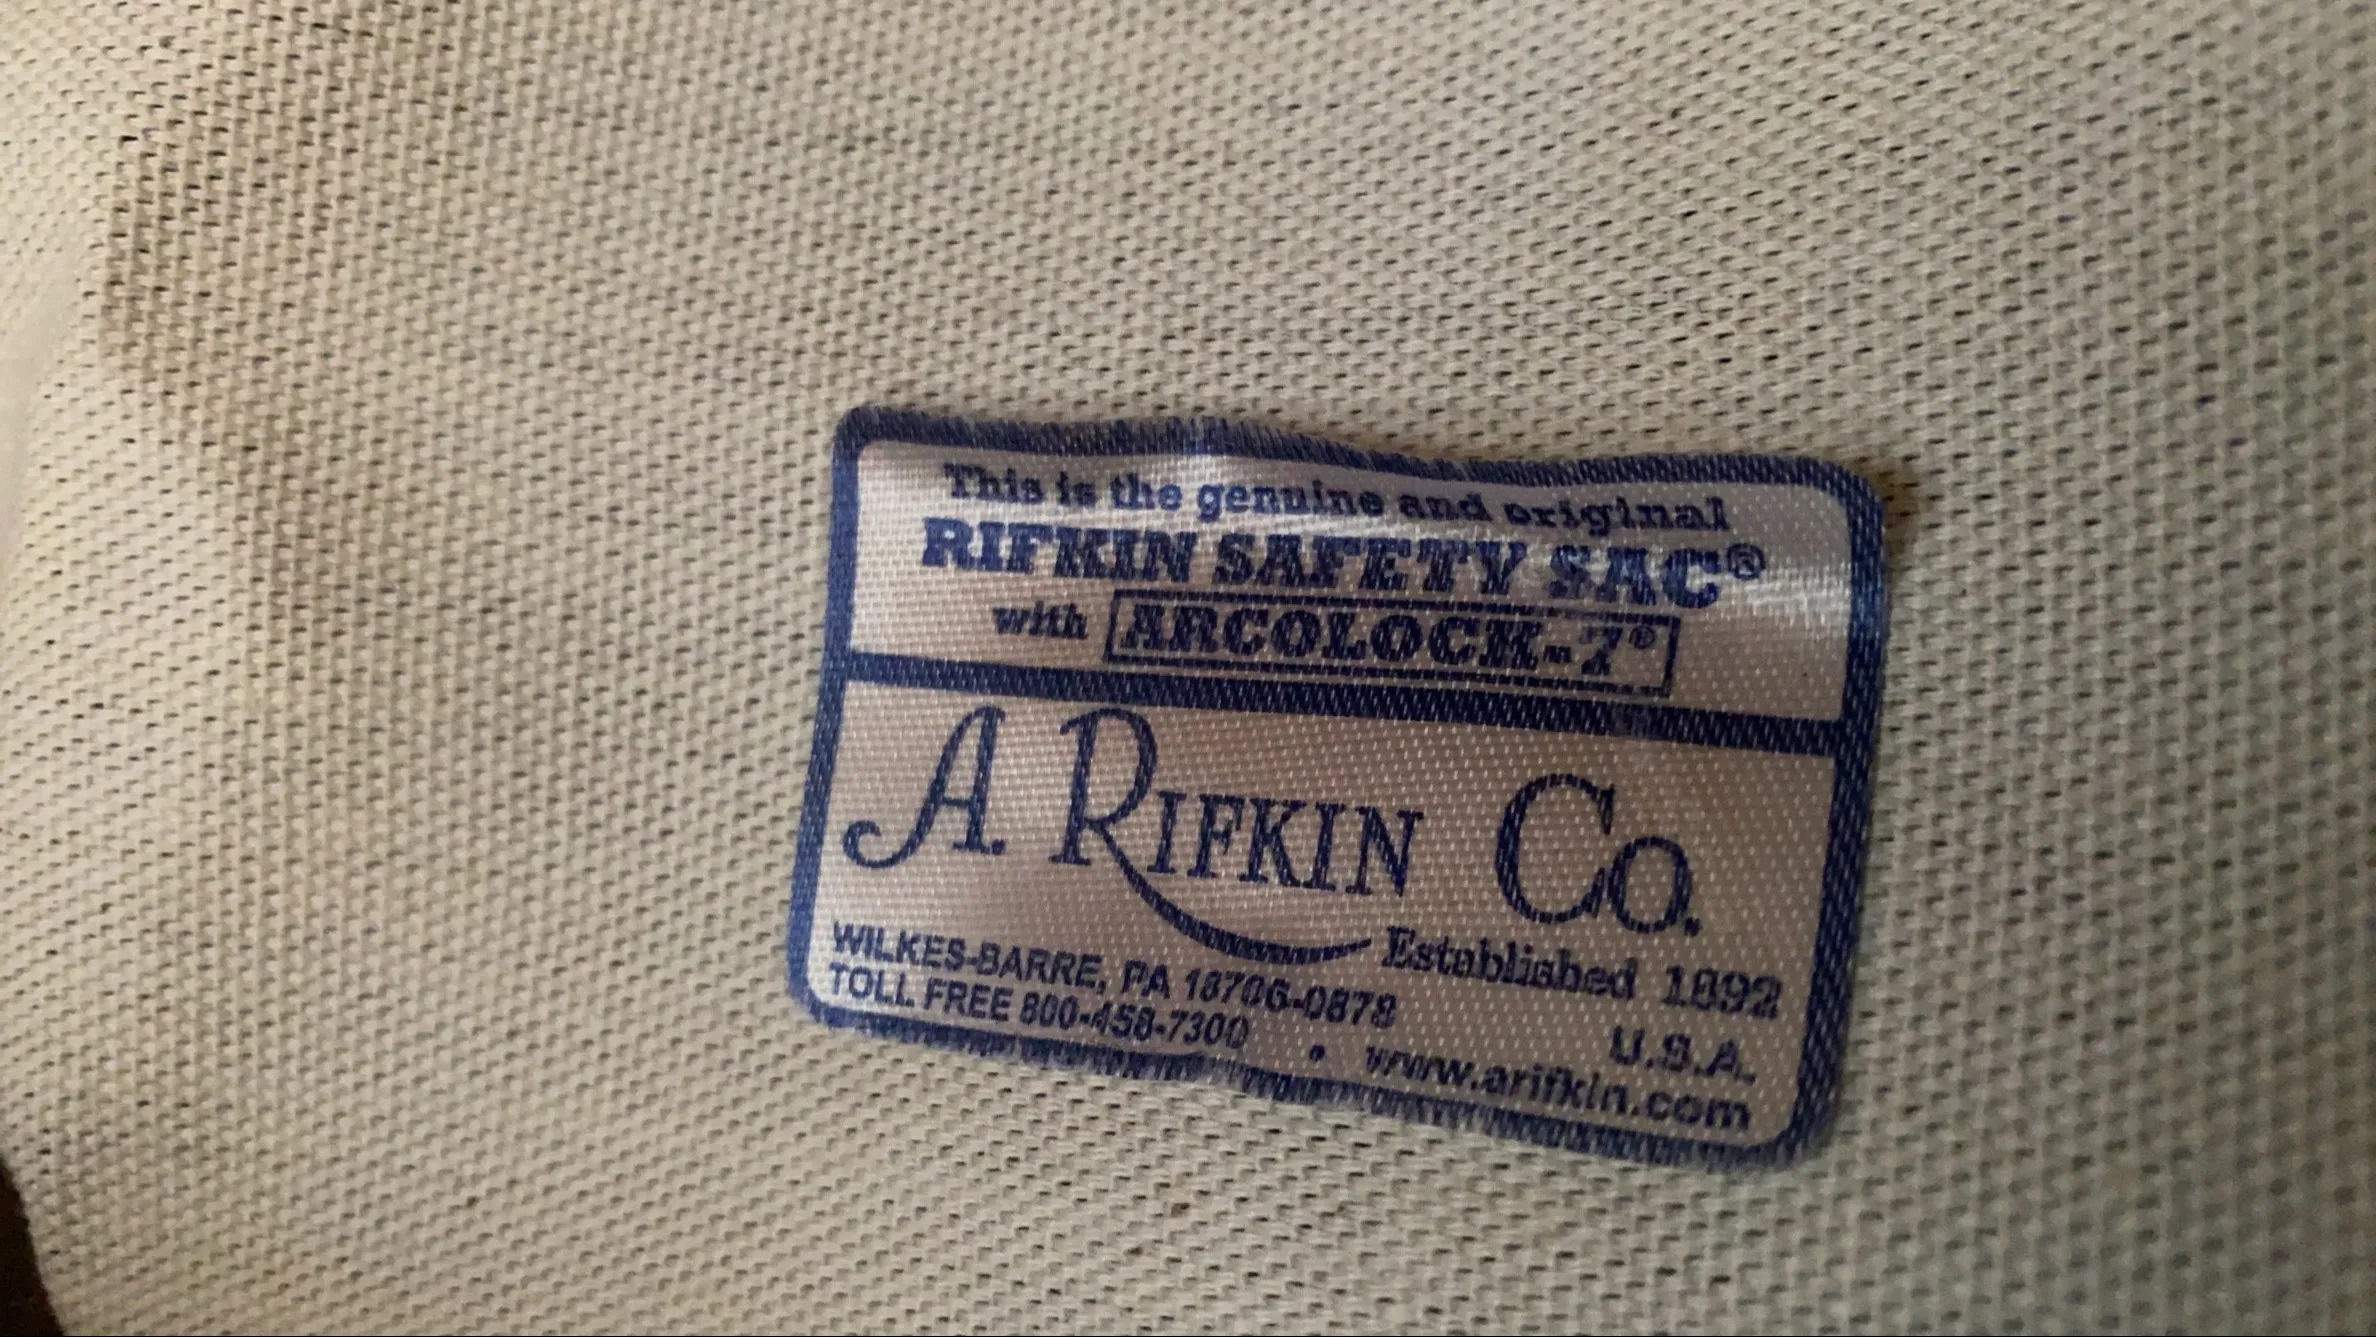 This is the genuine and original
RIFKIN SAFETY SAC®
with ARCOLOCK-7®
A. RIFKIN Co.
Established 1892
WILKES-BARRE, PA 18706-0878
U.S.A.
TOLL FREE 800-458-7300 • www.arifkin.com